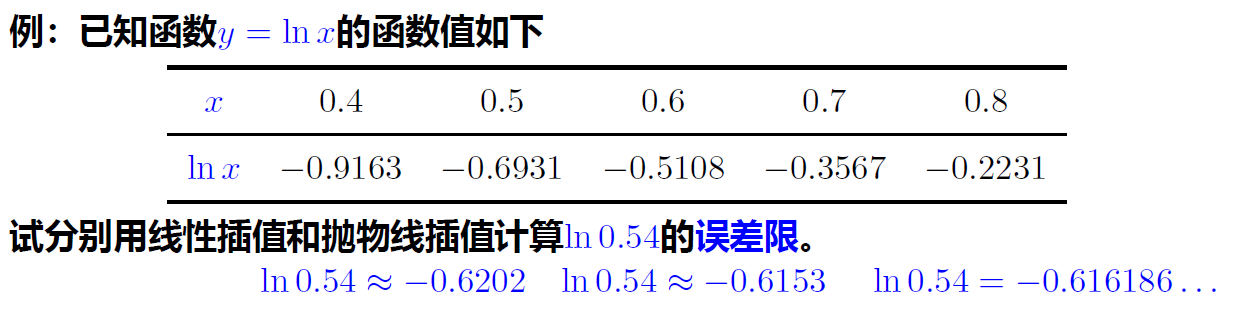 例：已知函数y = ln x的函数值如下
x 0.4 0.5 0.6 0.7 0.8
ln x −0.9163 −0.6931 −0.5108 −0.3567 −0.2231
试分别用线性插值和抛物线插值计算ln 0.54的误差限。
ln 0.54 ≈ −0.6202 ln 0.54 ≈ −0.6153 ln 0.54 = −0.616186 . . .